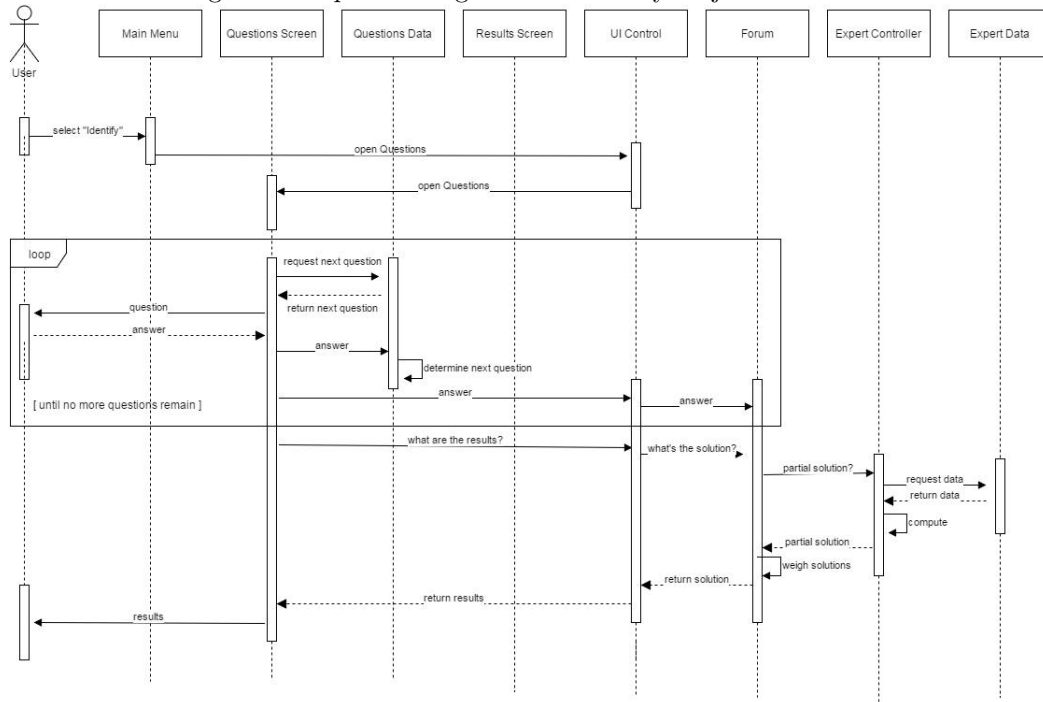 Main Menu
Questions Screen
Questions Data
Results Screen
UI Control
Forum
Expert Controller
Expert Data
User
select "Identify"
open Questions
open Questions
loop
request next question
return next question
question
answer
answer
determine next question
answer
answer
[ until no more questions remain ]
what are the results?
what's the solution?
partial solution?
request data
return data
compute
partial solution
weigh solutions
return solution
return results
results